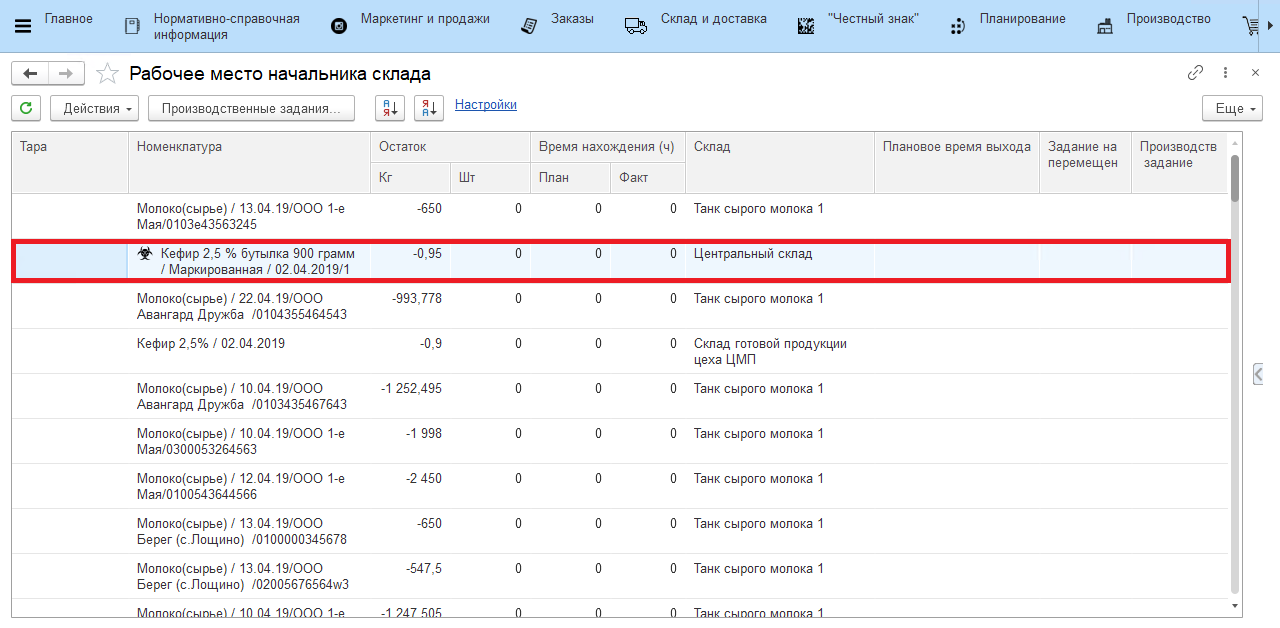 Главное
Нормативно-справочная
информация
Маркетинг и продажи
Заказы
Склад и доставка
"Честный знак"
Планирование
Производство
Рабочее место начальника склада
Действия
Производственные задания...
Настройки
Еще
Тара
Номенклатура
Остаток
Время нахождения (ч)
Склад
Плановое время выхода
Задание на
перемещен
Производств
задание
Кг
Шт
План
Факт
Молоко(сырье) / 13.04.19/ООО 1-е
Мая/0103е43563245
-650 0 0 0 Танк сырого молока 1
Кефир 2,5 % бутылка 900 грамм
/ Маркированная / 02.04.2019/1
-0,95 0 0 0 Центральный склад
Молоко(сырье) / 22.04.19/ООО
Авангард Дружба /0104355464543
-993,778 0 0 0 Танк сырого молока 1
Кефир 2,5% / 02.04.2019
-0,9 0 0 0 Склад готовой продукции
цеха ЦМП
Молоко(сырье) / 10.04.19/ООО
Авангард Дружба /0103435467643
-1 252,495 0 0 0 Танк сырого молока 1
Молоко(сырье) / 10.04.19/ООО 1-е
Мая/0300053264563
-1 998 0 0 0 Танк сырого молока 1
Молоко(сырье) / 12.04.19/ООО 1-е
Мая/0100543644566
-2 450 0 0 0 Танк сырого молока 1
Молоко(сырье) / 13.04.19/ООО
Берег (с.Лощино) /0100000345678
-650 0 0 0 Танк сырого молока 1
Молоко(сырье) / 13.04.19/ООО
Берег (с.Лощино) /02005676564w3
-547,5 0 0 0 Танк сырого молока 1
Молоко(сырье) / 10.04.19/ООО 1-е
-1 247,505 0 0 0 Танк сырого молока 1